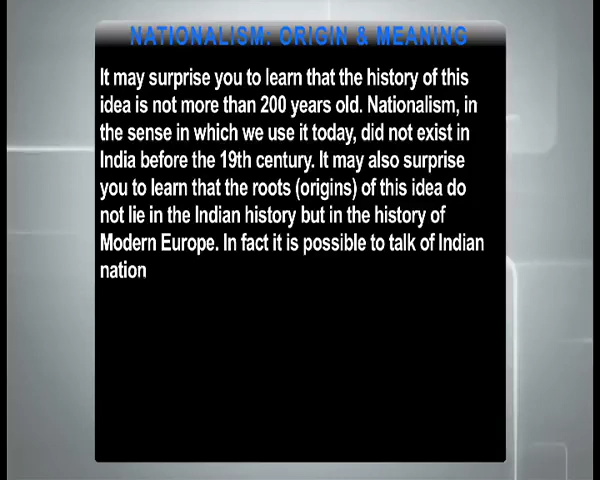 NATIONALISM: ORIGIN & MEANING
It may surprise you to learn that the history of this
idea is not more than 200 years old. Nationalism, in
the sense in which we use it today, did not exist in
India before the 19th century. It may also surprise
you to learn that the roots (origins) of this idea do
not lie in the Indian history but in the history of
Modern Europe. In fact it is possible to talk of Indian
nation